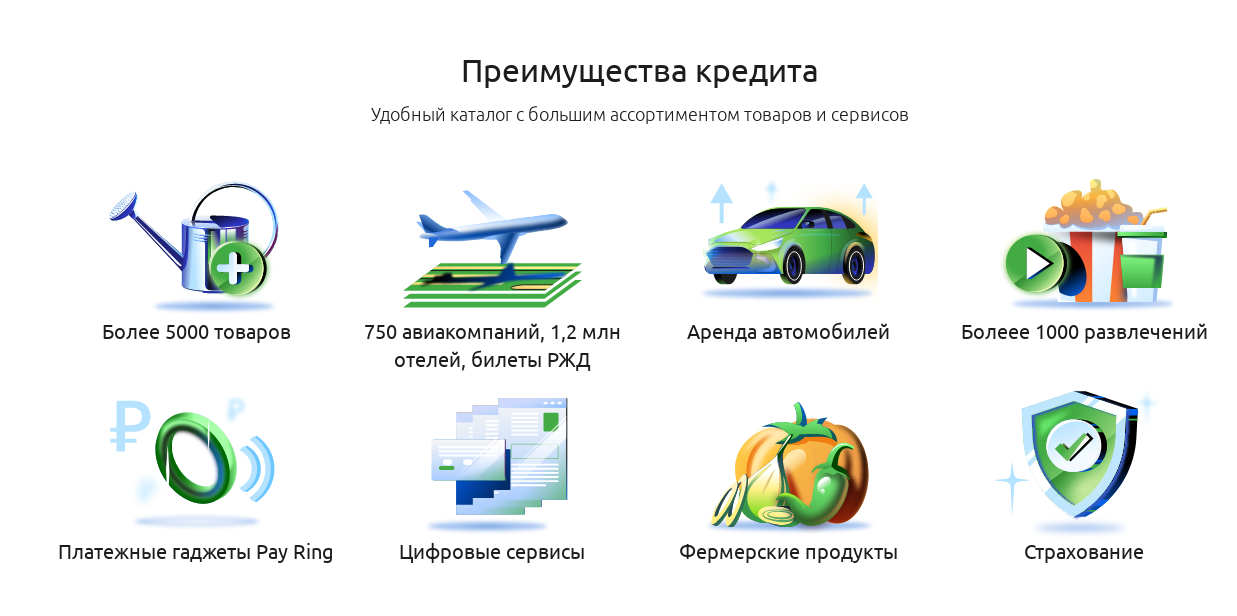 Преимущества кредита
Удобный каталог с большим ассортиментом товаров и сервисов
Более 5000 товаров
750 авиакомпаний, 1,2 млн
отелей, билеты РЖД
Аренда автомобилей
Болеее 1000 развлечений
Платежные гаджеты Pay Ring
Цифровые сервисы
Фермерские продукты
Страхование